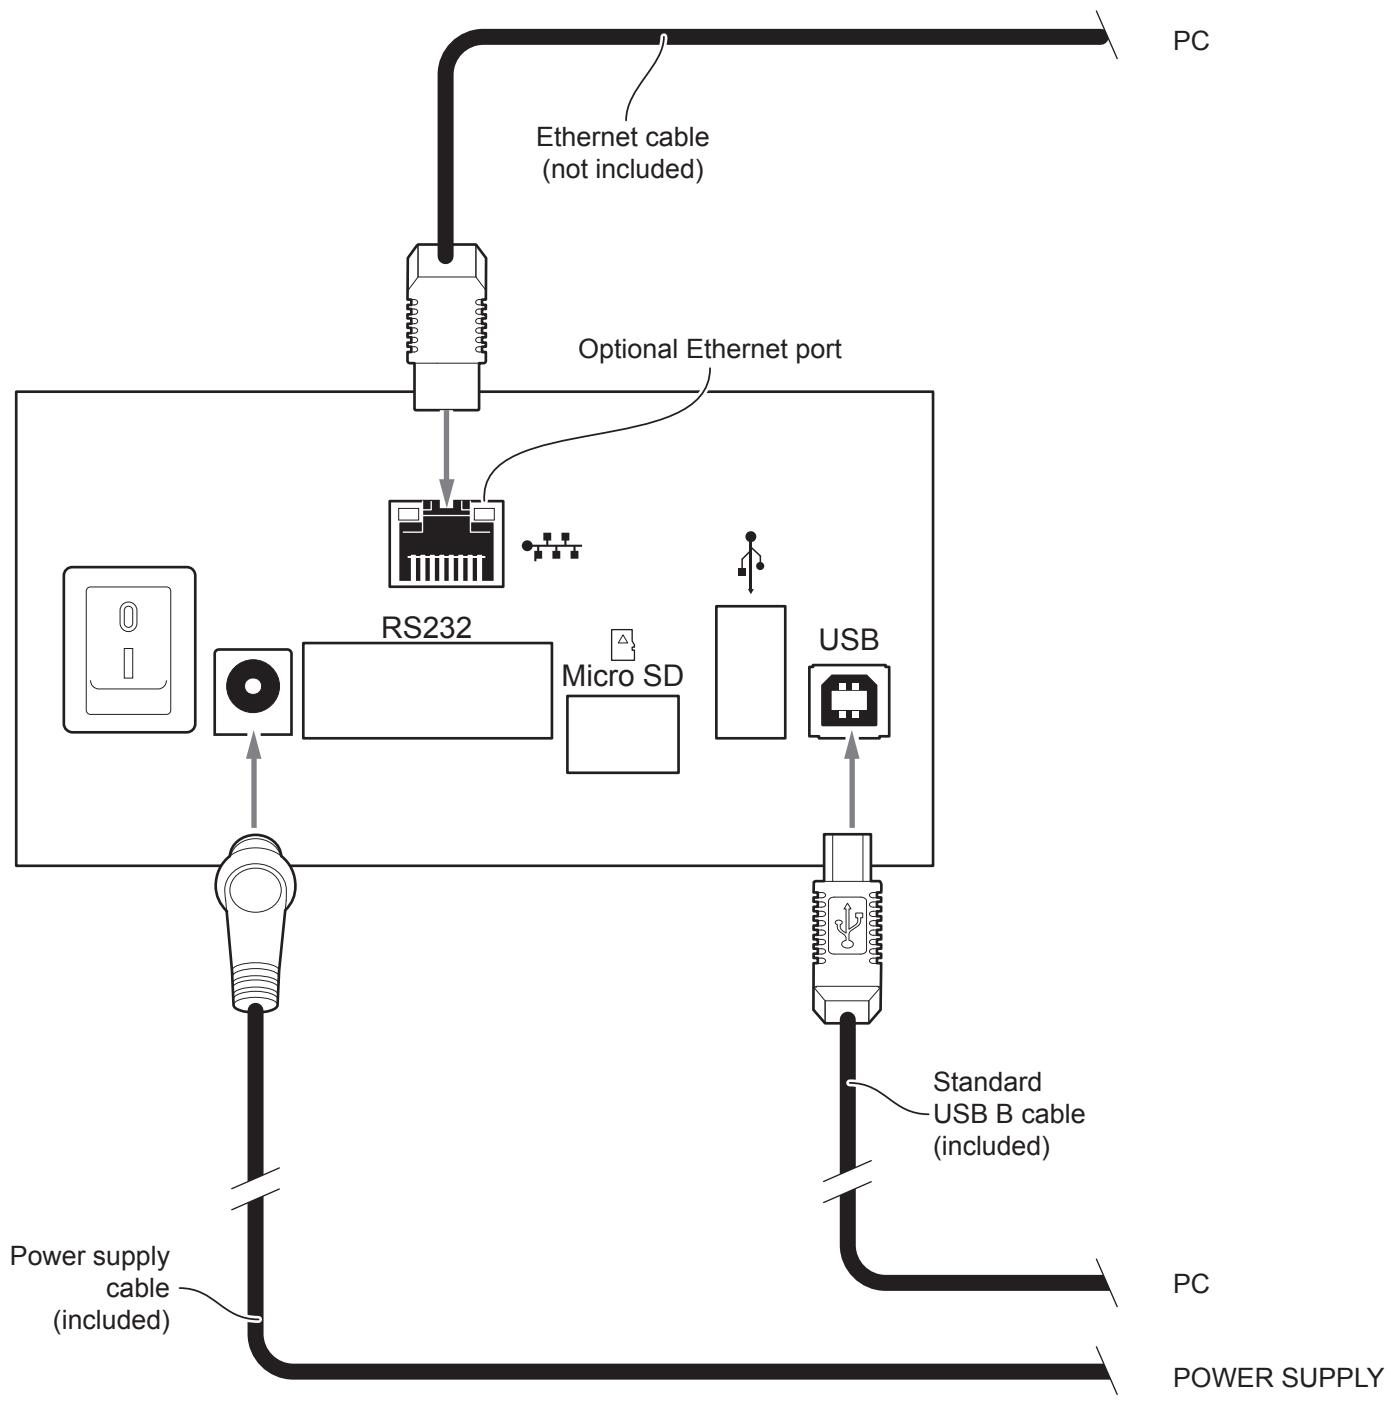 PC
Ethernet cable
(not included)
Optional Ethernet port
RS232
Micro SD
USB
Standard
USB B cable
(included)
Power supply
cable
(included)
PC
POWER SUPPLY